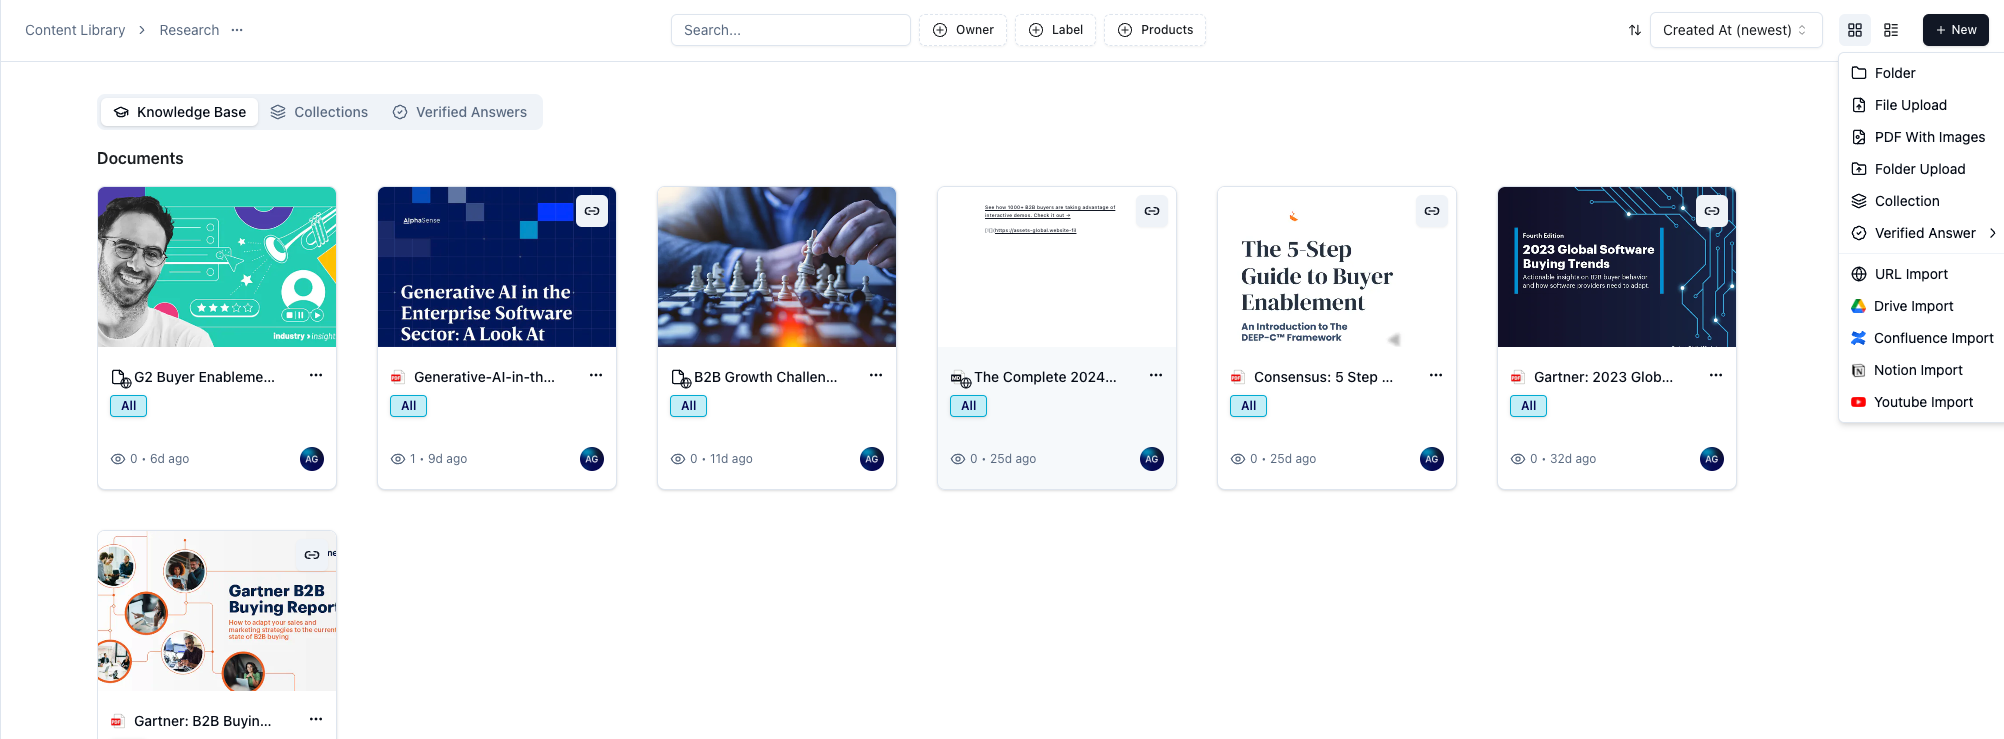 Content Library
Research
Search...
Owner
Label
Products
Created At (newest)
New
Folder
File Upload
PDF With Images
Folder Upload
Collection
Verified Answer
URL Import
Drive Import
Confluence Import
Notion Import
Youtube Import
Knowledge Base
Collections
Verified Answers
Documents
Industry » Insight
G2 Buyer Enableme...
All
0 • 6d ago
AG
AlphaSense
Generative AI in the
Enterprise Software
Sector: A Look At
PDF
Generative-AI-in-th...
All
1 • 9d ago
AG
B2B Growth Challen...
All
0 • 11d ago
AG
See how 1000+ B2B buyers are taking advantage of
interactive demos. Check it out →
https://assets-global.website-fil
The Complete 2024...
All
0 • 25d ago
AG
The 5-Step
Guide to Buyer
Enablement
An Introduction to The
DEEP-C™ Framework
PDF
Consensus: 5 Step ...
All
0 • 25d ago
AG
Fourth Edition
2023 Global Software
Buying Trends
Actionable insights on B2B buyer behavior
and how software providers need to adapt.
PDF
Gartner: 2023 Glob...
All
0 • 32d ago
AG
ne
Gartner B2B
Buying Report
How to adapt your sales and
marketing strategies to the current
state of B2B buying
PDF
Gartner: B2B Buyin...